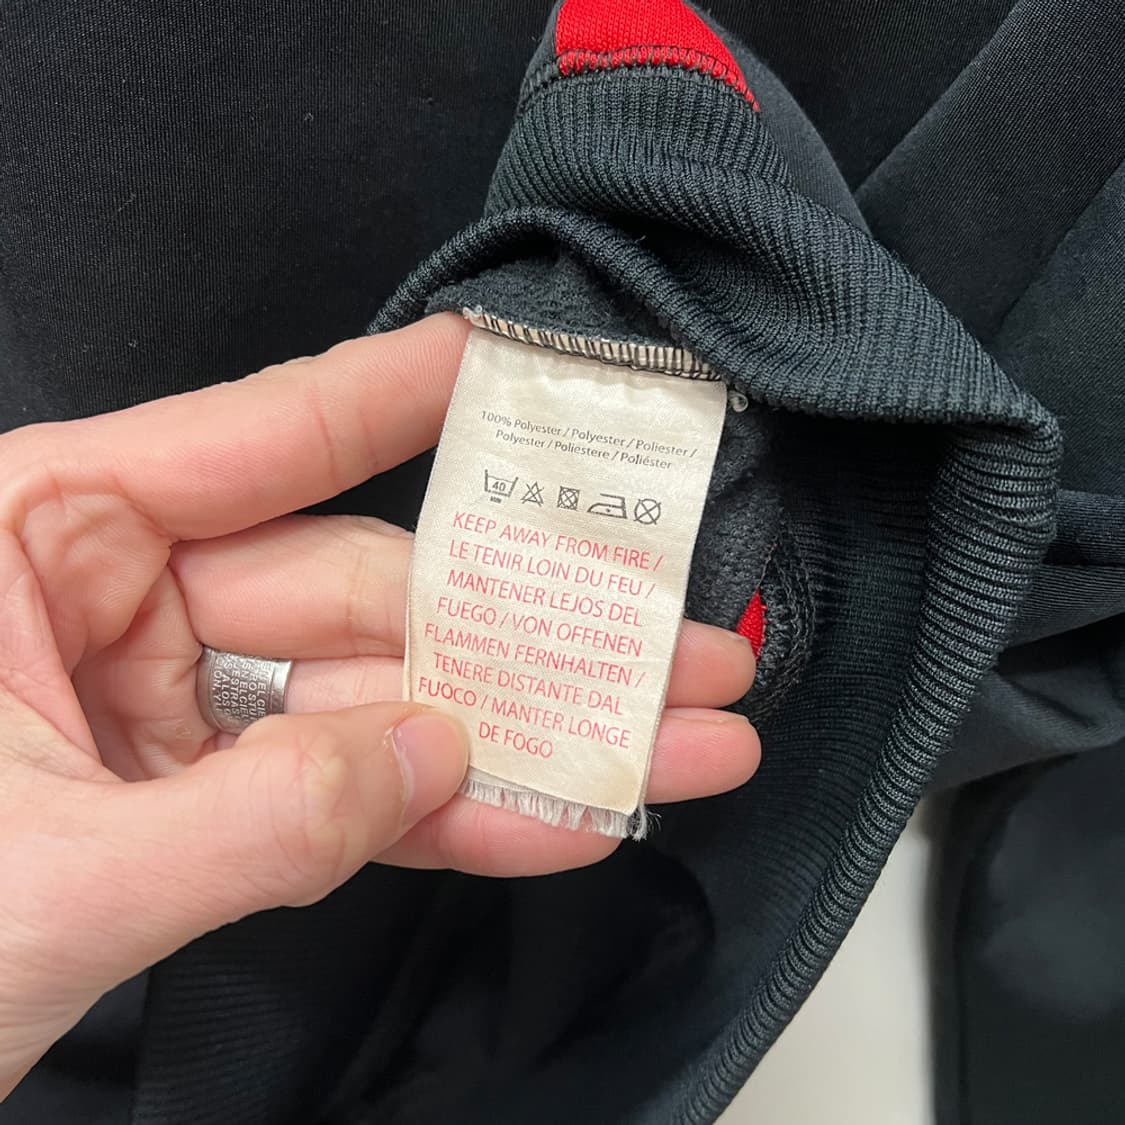 100% Polyester / Polyester / Poliester /
Polyester / Poliestere / Poliéster
40
KEEP AWAY FROM FIRE /
LE TENIR LOIN DU FEU /
MANTENER LEJOS DEL
FUEGO / VON OFFENEN
FLAMMEN FERNHALTEN /
TENERE DISTANTE DAL
FUOCO / MANTER LONGE
DE FOGO